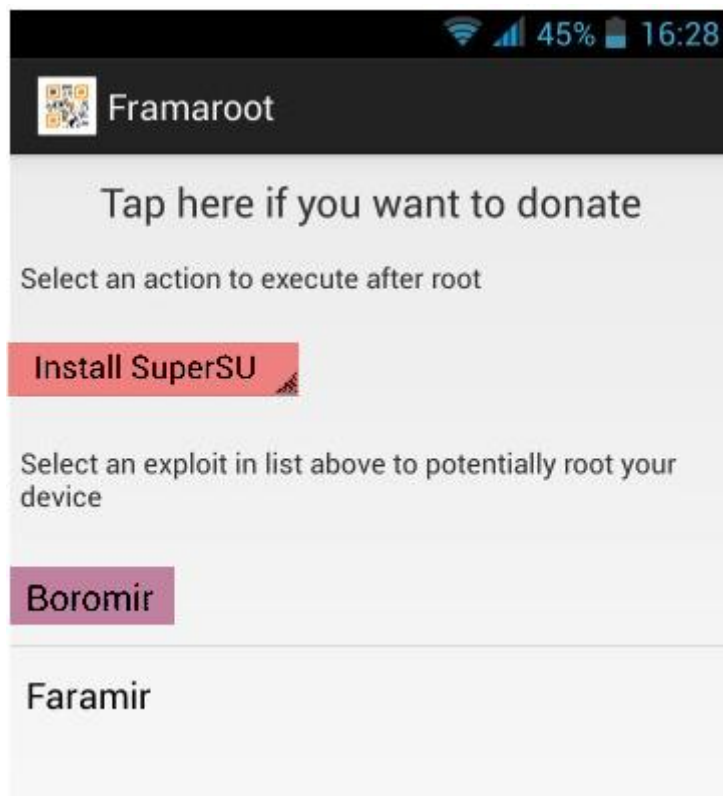 45% 16:28
Framaroot
Tap here if you want to donate
Select an action to execute after root
Install SuperSU
Select an exploit in list above to potentially root your
device
Boromir
Faramir